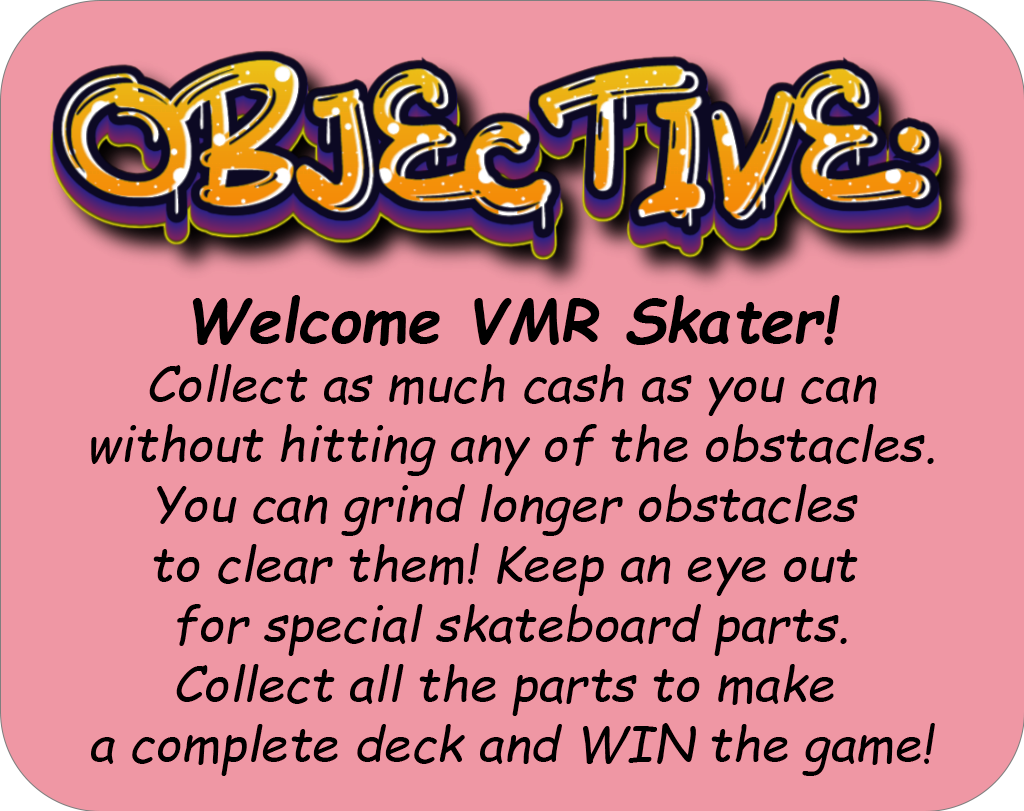 OBJECTIVE:
Welcome VMR Skater!
Collect as much cash as you can
without hitting any of the obstacles.
You can grind longer obstacles
to clear them! Keep an eye out
for special skateboard parts.
Collect all the parts to make
a complete deck and WIN the game!